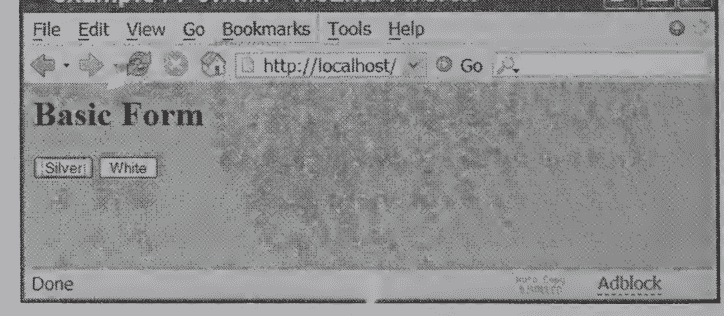 File Edit View Go Bookmarks Tools Help
http://localhost/ Go
Basic Form
Silver White
Done Adblock